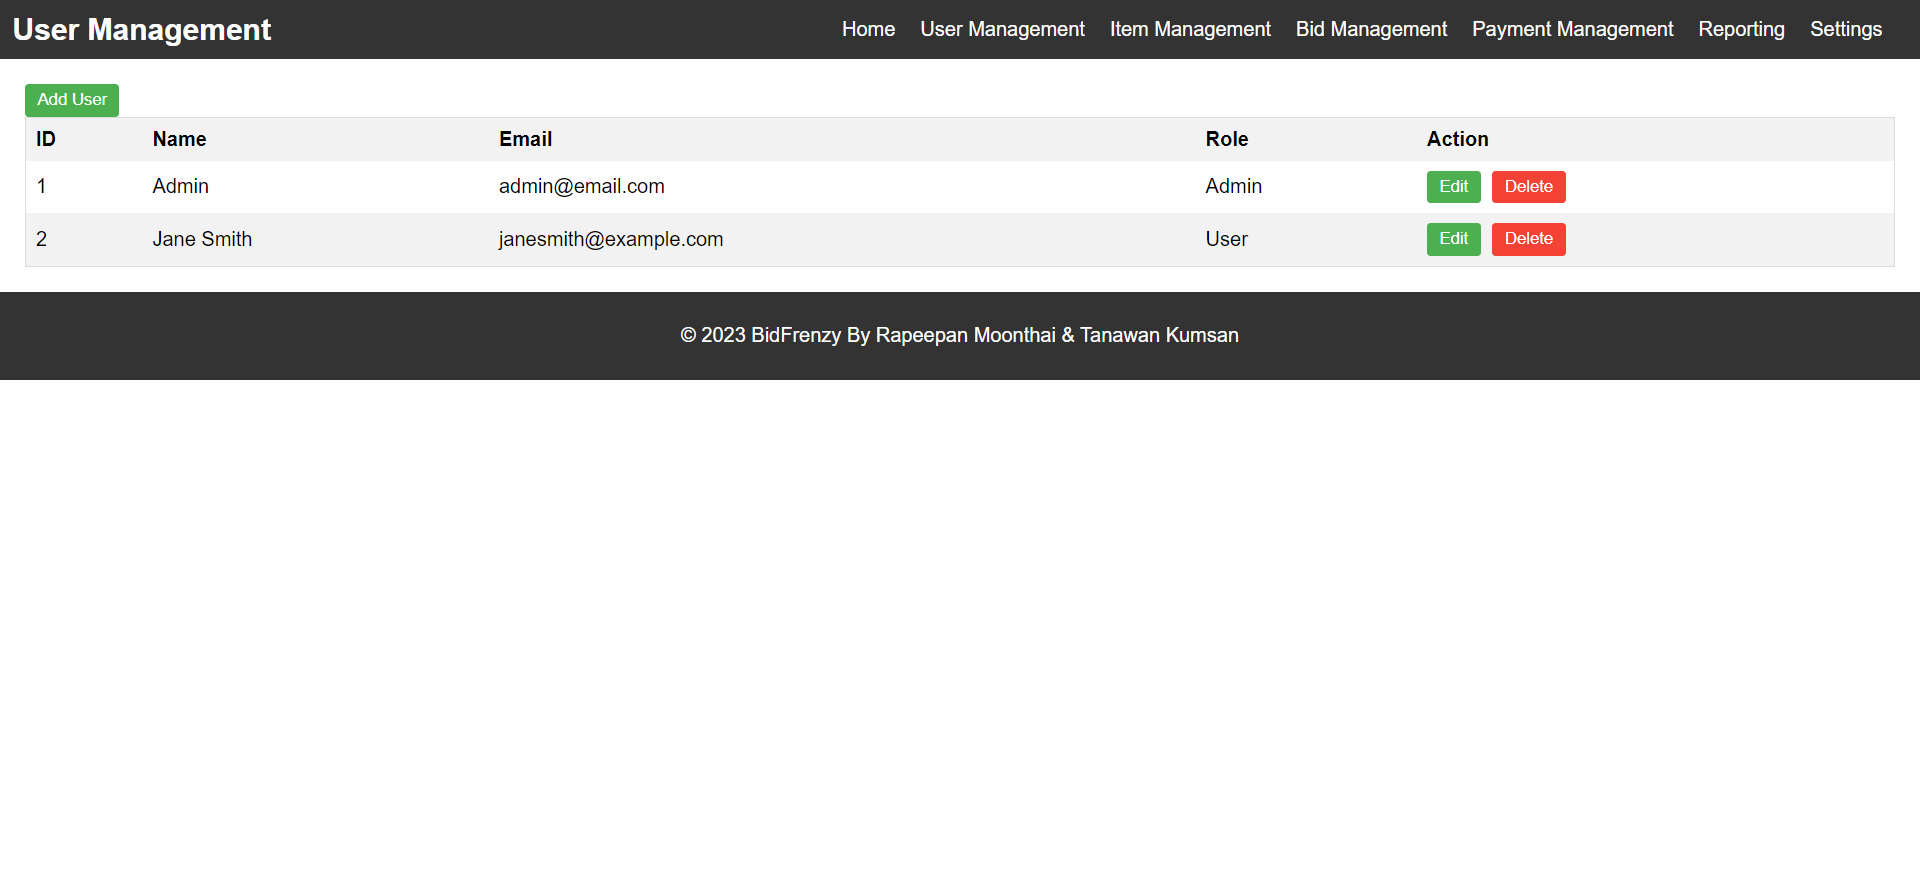 User Management
Home User Management Item Management Bid Management Payment Management Reporting Settings
Add User
ID Name Email Role Action
1 Admin admin@email.com Admin Edit Delete
2 Jane Smith janesmith@example.com User Edit Delete
© 2023 BidFrenzy By Rapeepan Moonthai & Tanawan Kumsan